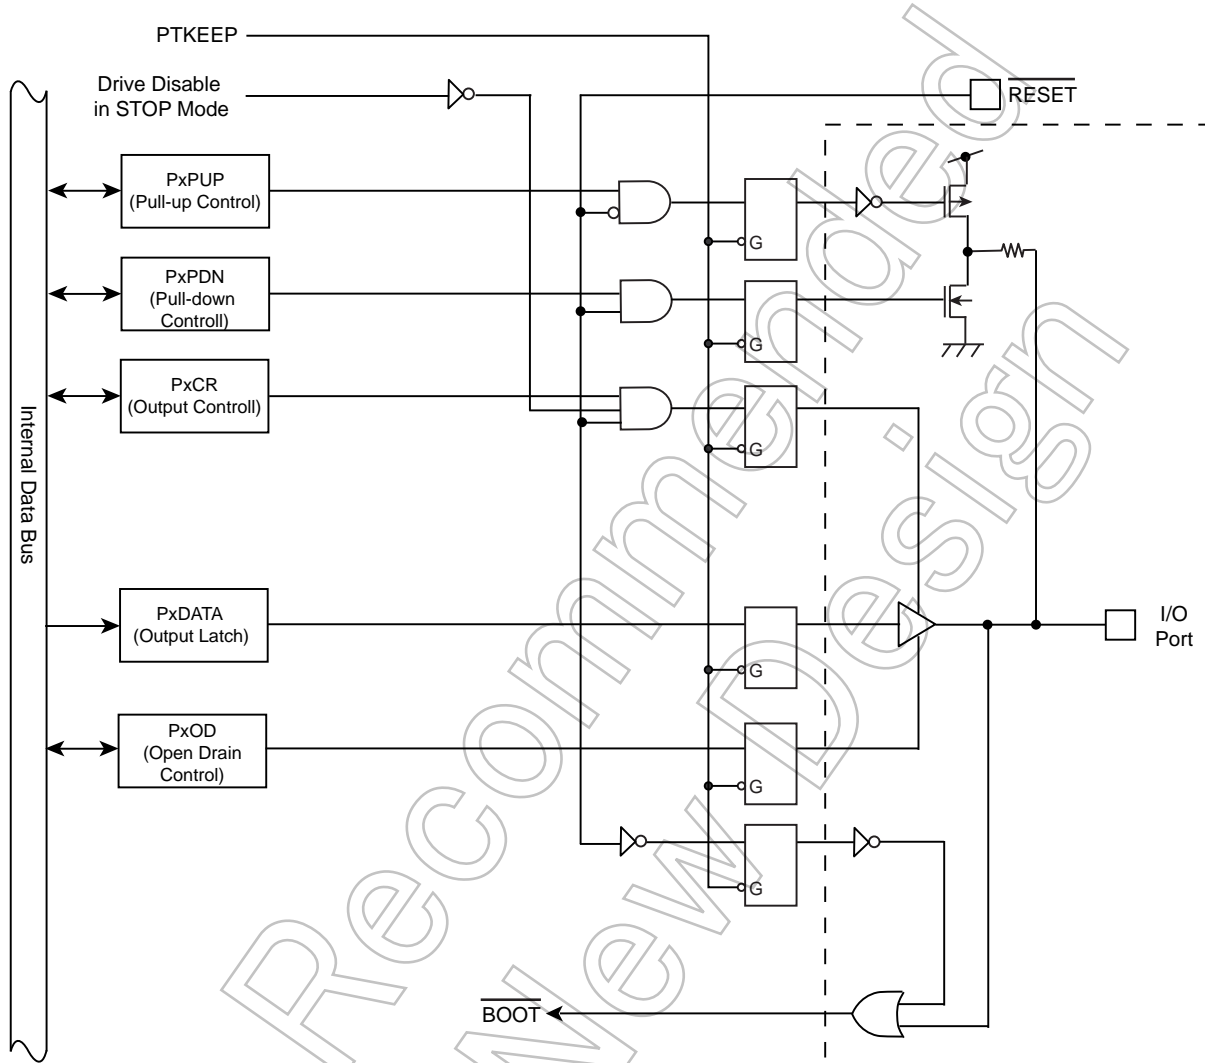 PTKEEP
Drive Disable
in STOP Mode
RESET
PxPUP
(Pull-up Control)
G
PxPDN
(Pull-down
Controll)
G
PxCR
(Output Controll)
G
Internal Data Bus
PxDATA
(Output Latch)
G
I/O
Port
PxOD
(Open Drain
Control)
G
G
BOOT
Recommended
New Design